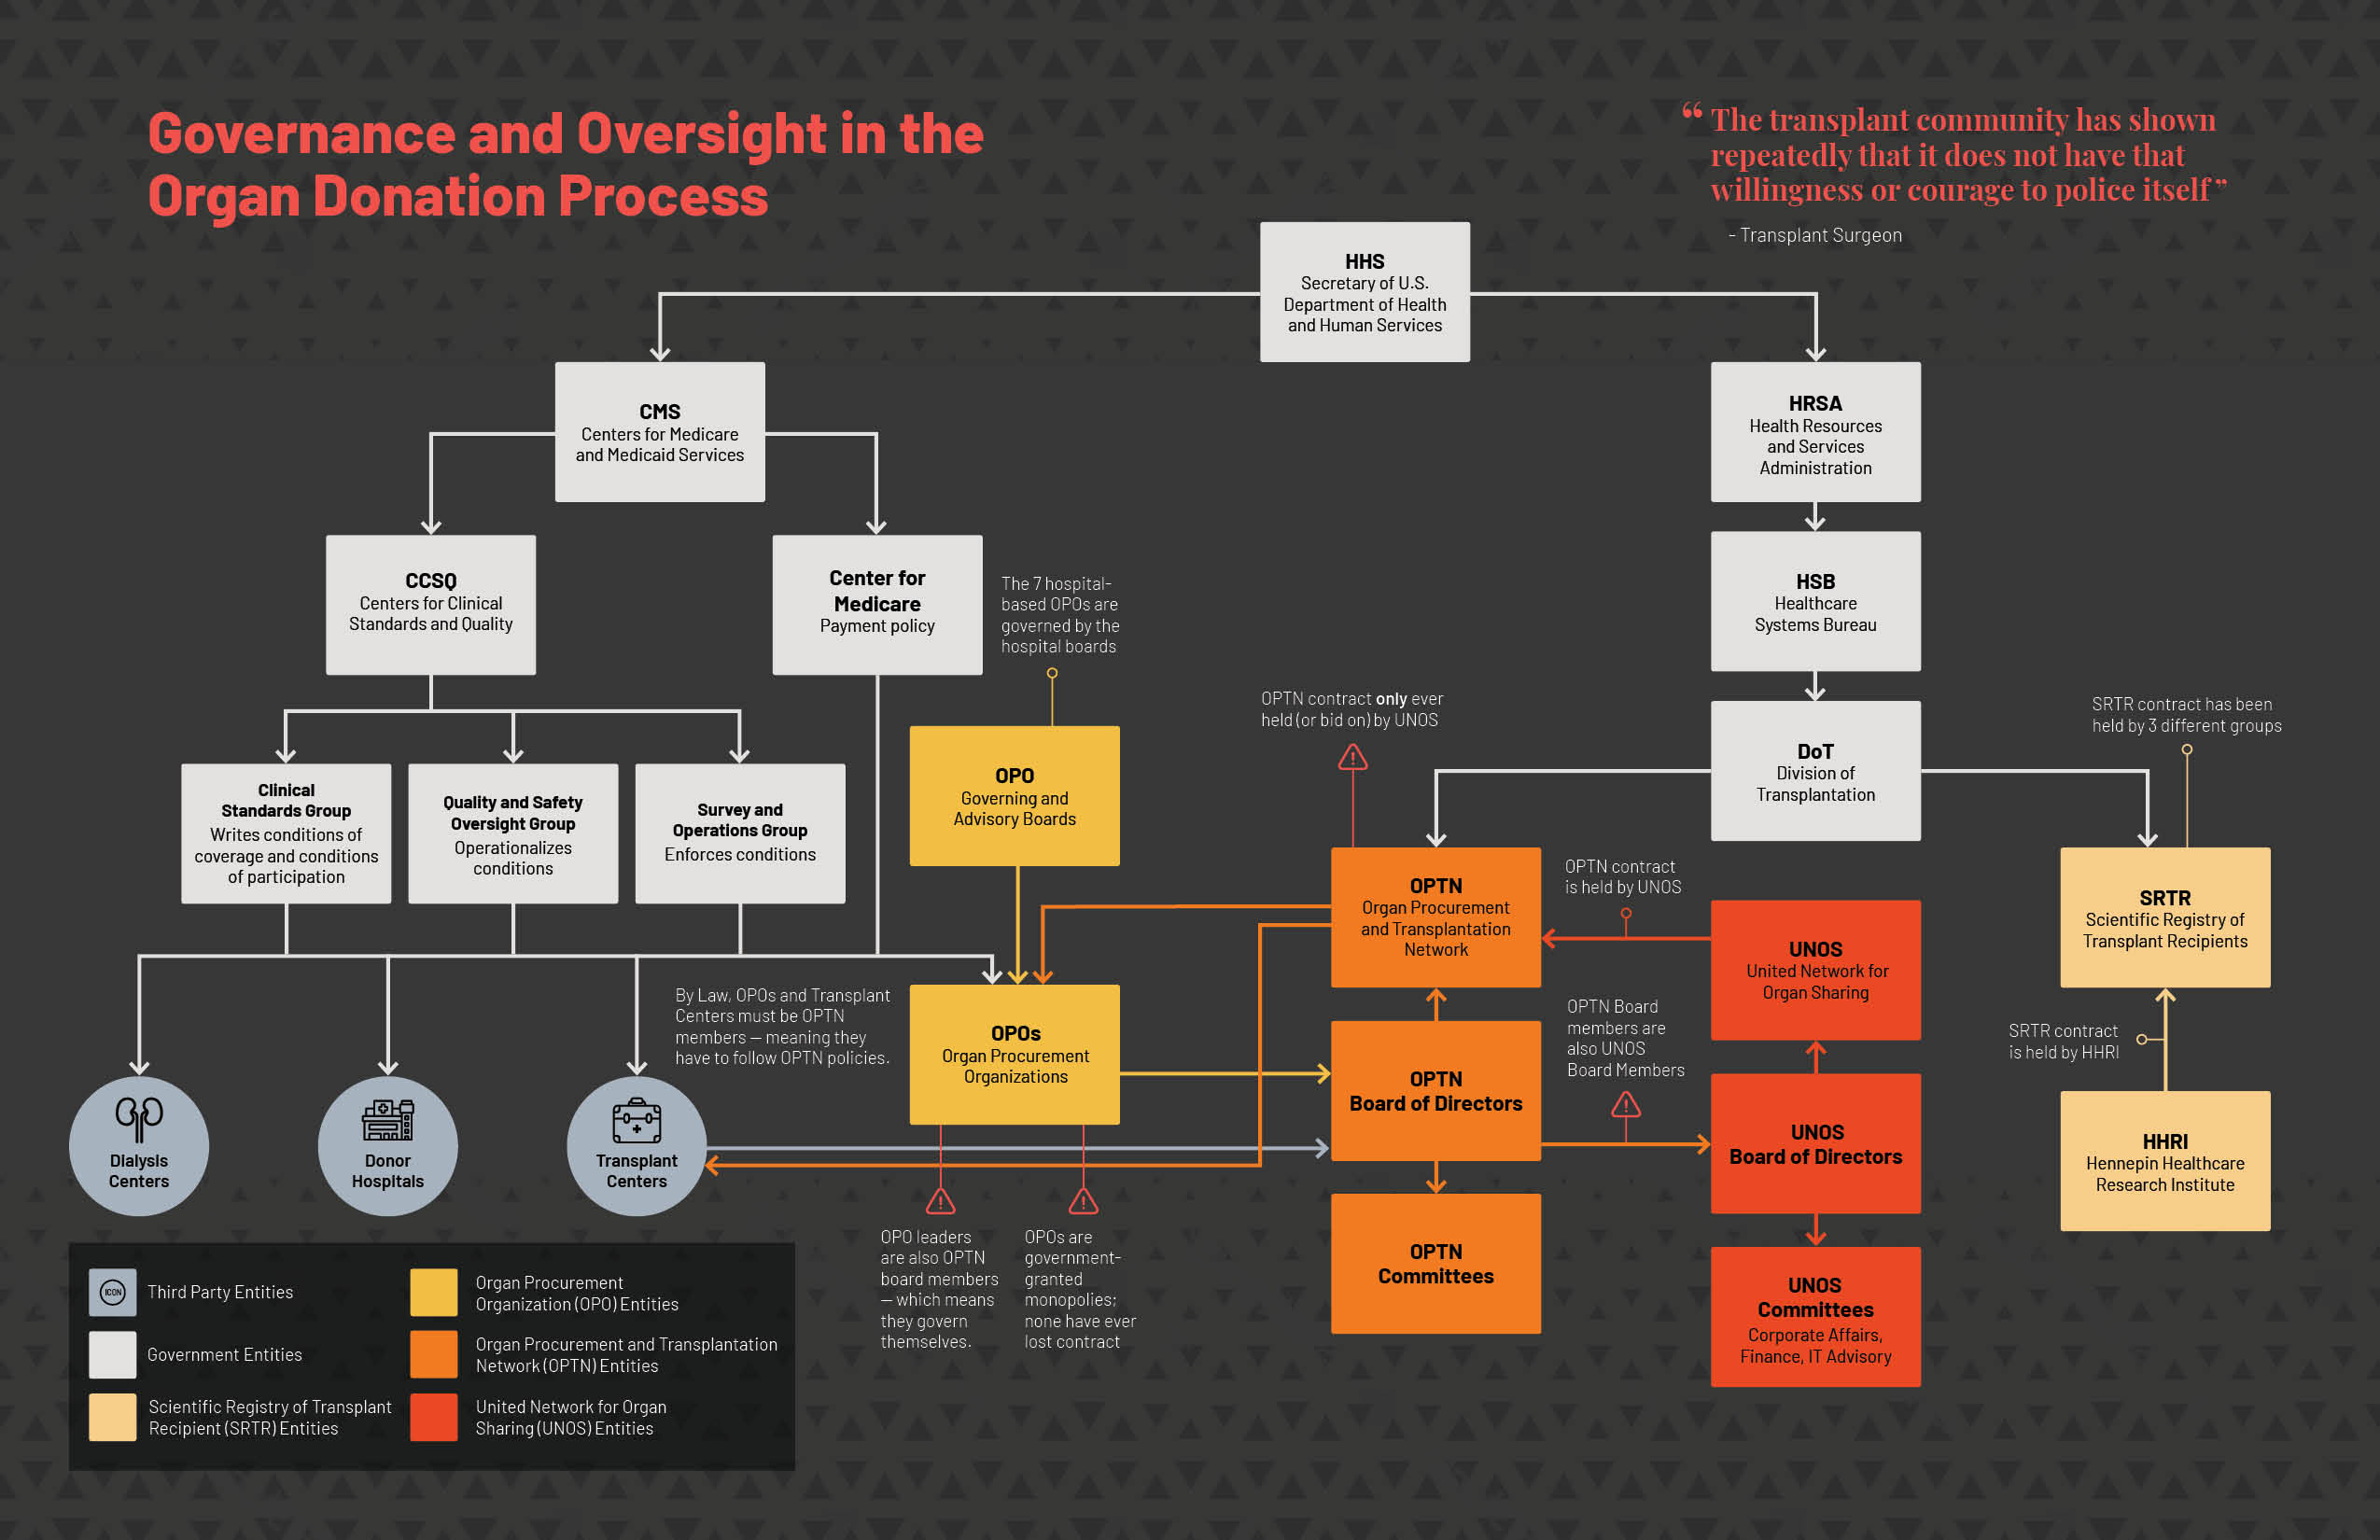 Governance and Oversight in the
Organ Donation Process
“ The transplant community has shown
repeatedly that it does not have that
willingness or courage to police itself ”
- Transplant Surgeon
HHS
Secretary of U.S.
Department of Health
and Human Services
CMS
Centers for Medicare
and Medicaid Services
HRSA
Health Resources
and Services
Administration
CCSQ
Centers for Clinical
Standards and Quality
Center for
Medicare
Payment policy
The 7 hospital-
based OPOs are
governed by the
hospital boards
HSB
Healthcare
Systems Bureau
Clinical
Standards Group
Writes conditions of
coverage and conditions
of participation
Quality and Safety
Oversight Group
Operationalizes
conditions
Survey and
Operations Group
Enforces conditions
OPO
Governing and
Advisory Boards
OPTN contract only ever
held (or bid on) by UNOS
DoT
Division of
Transplantation
SRTR contract has been
held by 3 different groups
OPTN
Organ Procurement
and Transplantation
Network
OPTN contract
is held by UNOS
UNOS
United Network for
Organ Sharing
SRTR
Scientific Registry of
Transplant Recipients
By Law, OPOs and Transplant
Centers must be OPTN
members — meaning they
have to follow OPTN policies.
OPOs
Organ Procurement
Organizations
OPTN
Board of Directors
OPTN Board
members are
also UNOS
Board Members
SRTR contract
is held by HHRI
UNOS
Board of Directors
HHRI
Hennepin Healthcare
Research Institute
Dialysis
Centers
Donor
Hospitals
Transplant
Centers
OPO leaders
are also OPTN
board members
— which means
they govern
themselves.
OPOs are
government-
granted
monopolies;
none have ever
lost contract
OPTN
Committees
UNOS
Committees
Corporate Affairs,
Finance, IT Advisory
ICON
Third Party Entities
Government Entities
Scientific Registry of Transplant
Recipient (SRTR) Entities
Organ Procurement
Organization (OPO) Entities
Organ Procurement and Transplantation
Network (OPTN) Entities
United Network for Organ
Sharing (UNOS) Entities